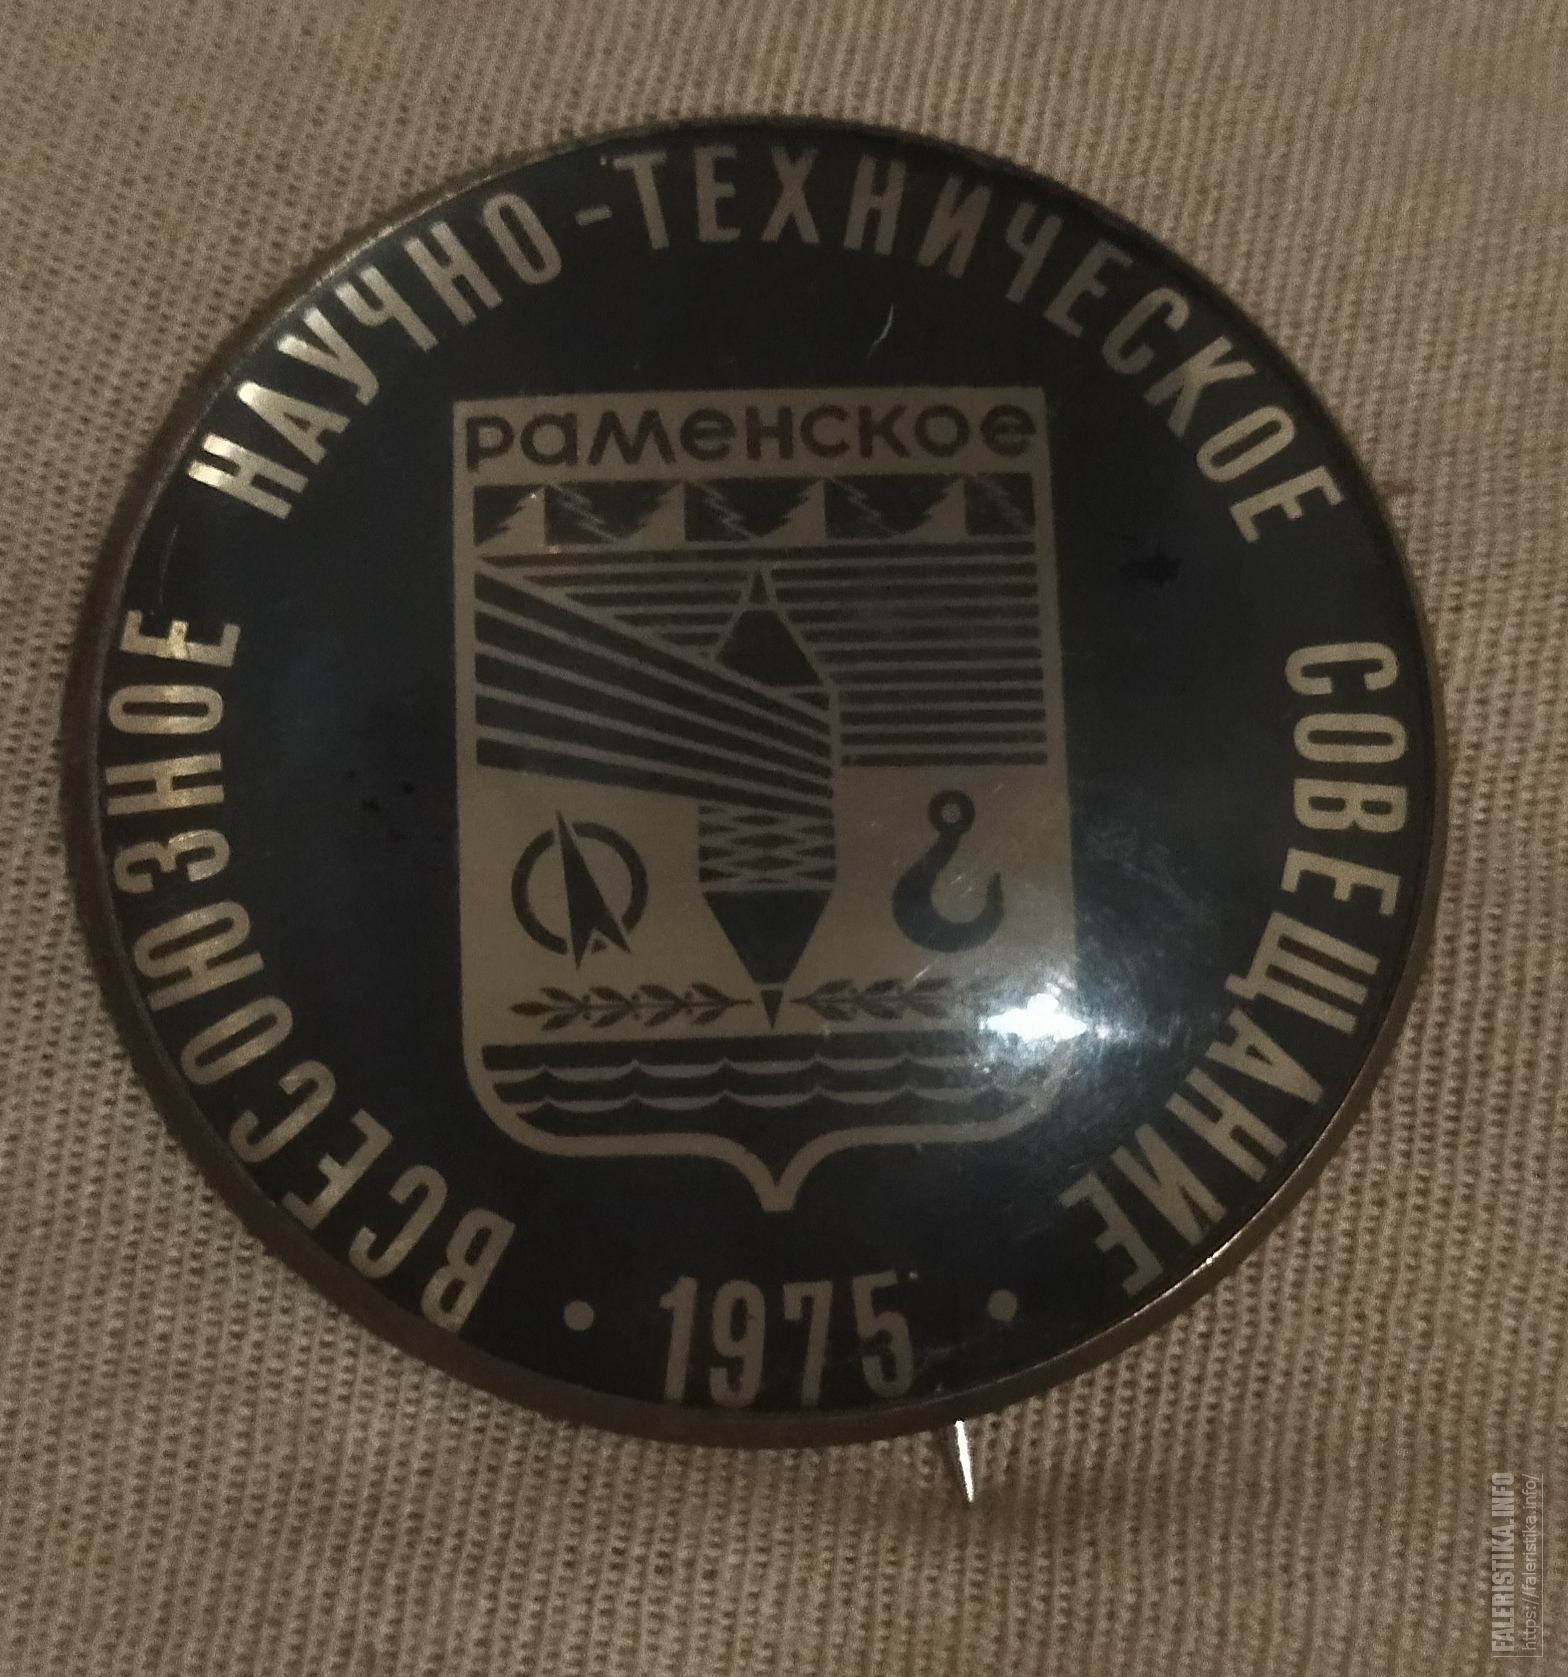 ВСЕСОЮЗНОЕ НАУЧНО-ТЕХНИЧЕСКОЕ СОВЕЩАНИЕ
раменское
• 1975 •
FALERISTIKA.INFO
https://faleristika.info/